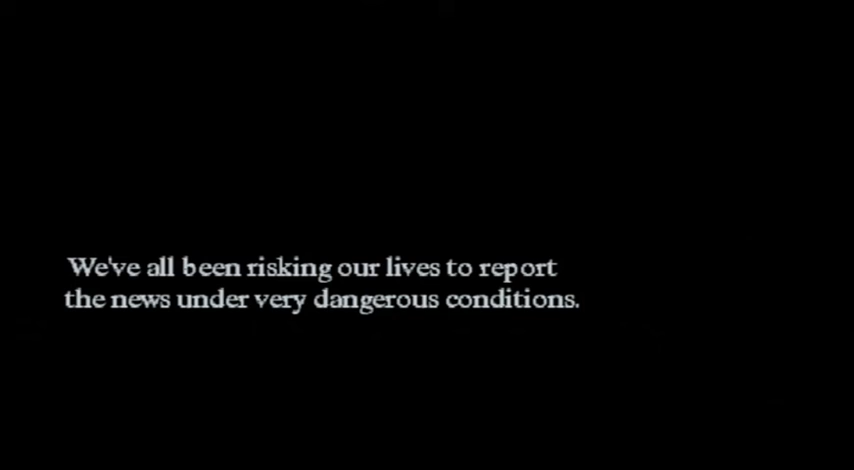 We've all been risking our lives to report
the news under very dangerous conditions.